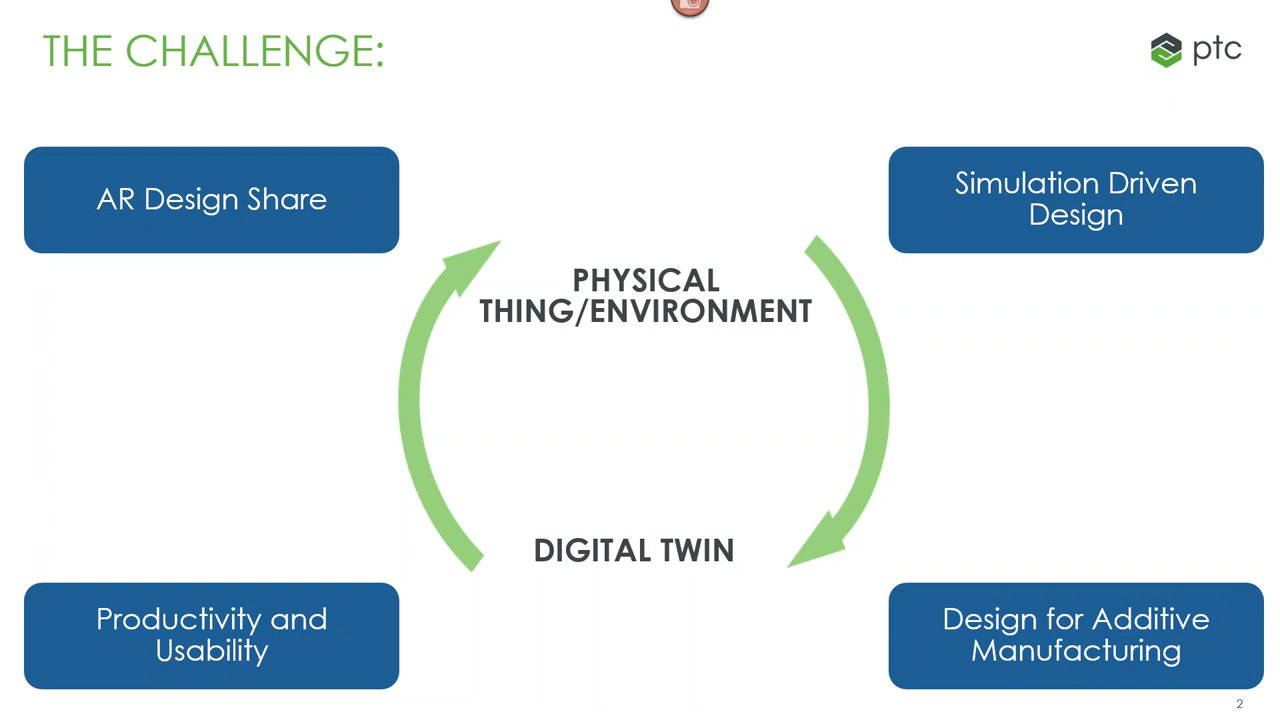 THE CHALLENGE:
ptc
AR Design Share
Simulation Driven
Design
PHYSICAL
THING/ENVIRONMENT
DIGITAL TWIN
Productivity and
Usability
Design for Additive
Manufacturing
2